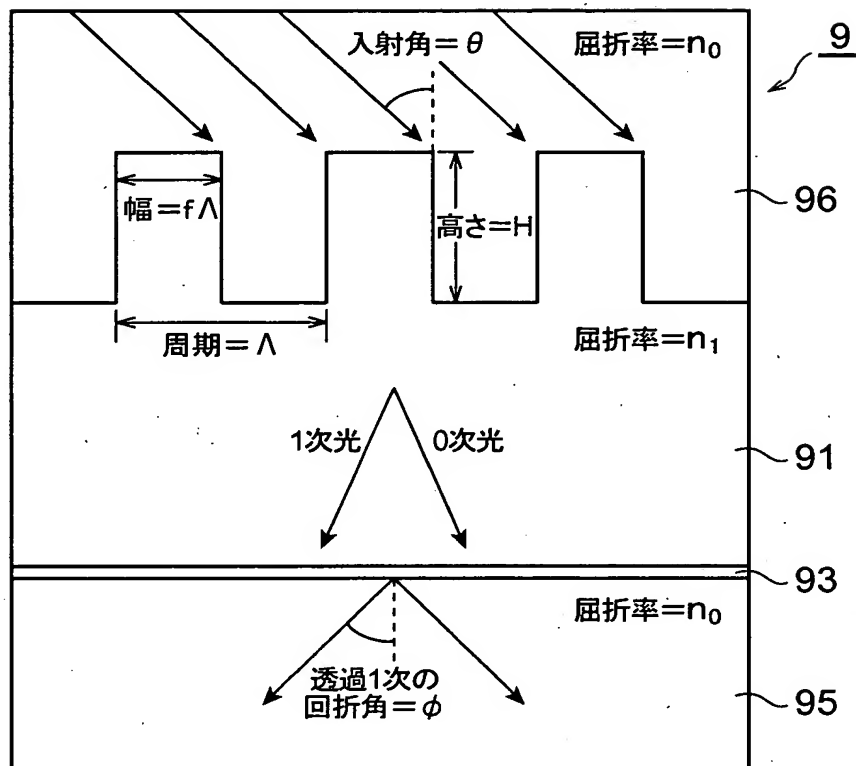 入射角=θ
屈折率=n₀
9
幅=fΛ
高さ=H
96
周期=Λ
屈折率=n₁
1次光
0次光
91
93
屈折率=n₀
透過1次の
回折角=φ
95